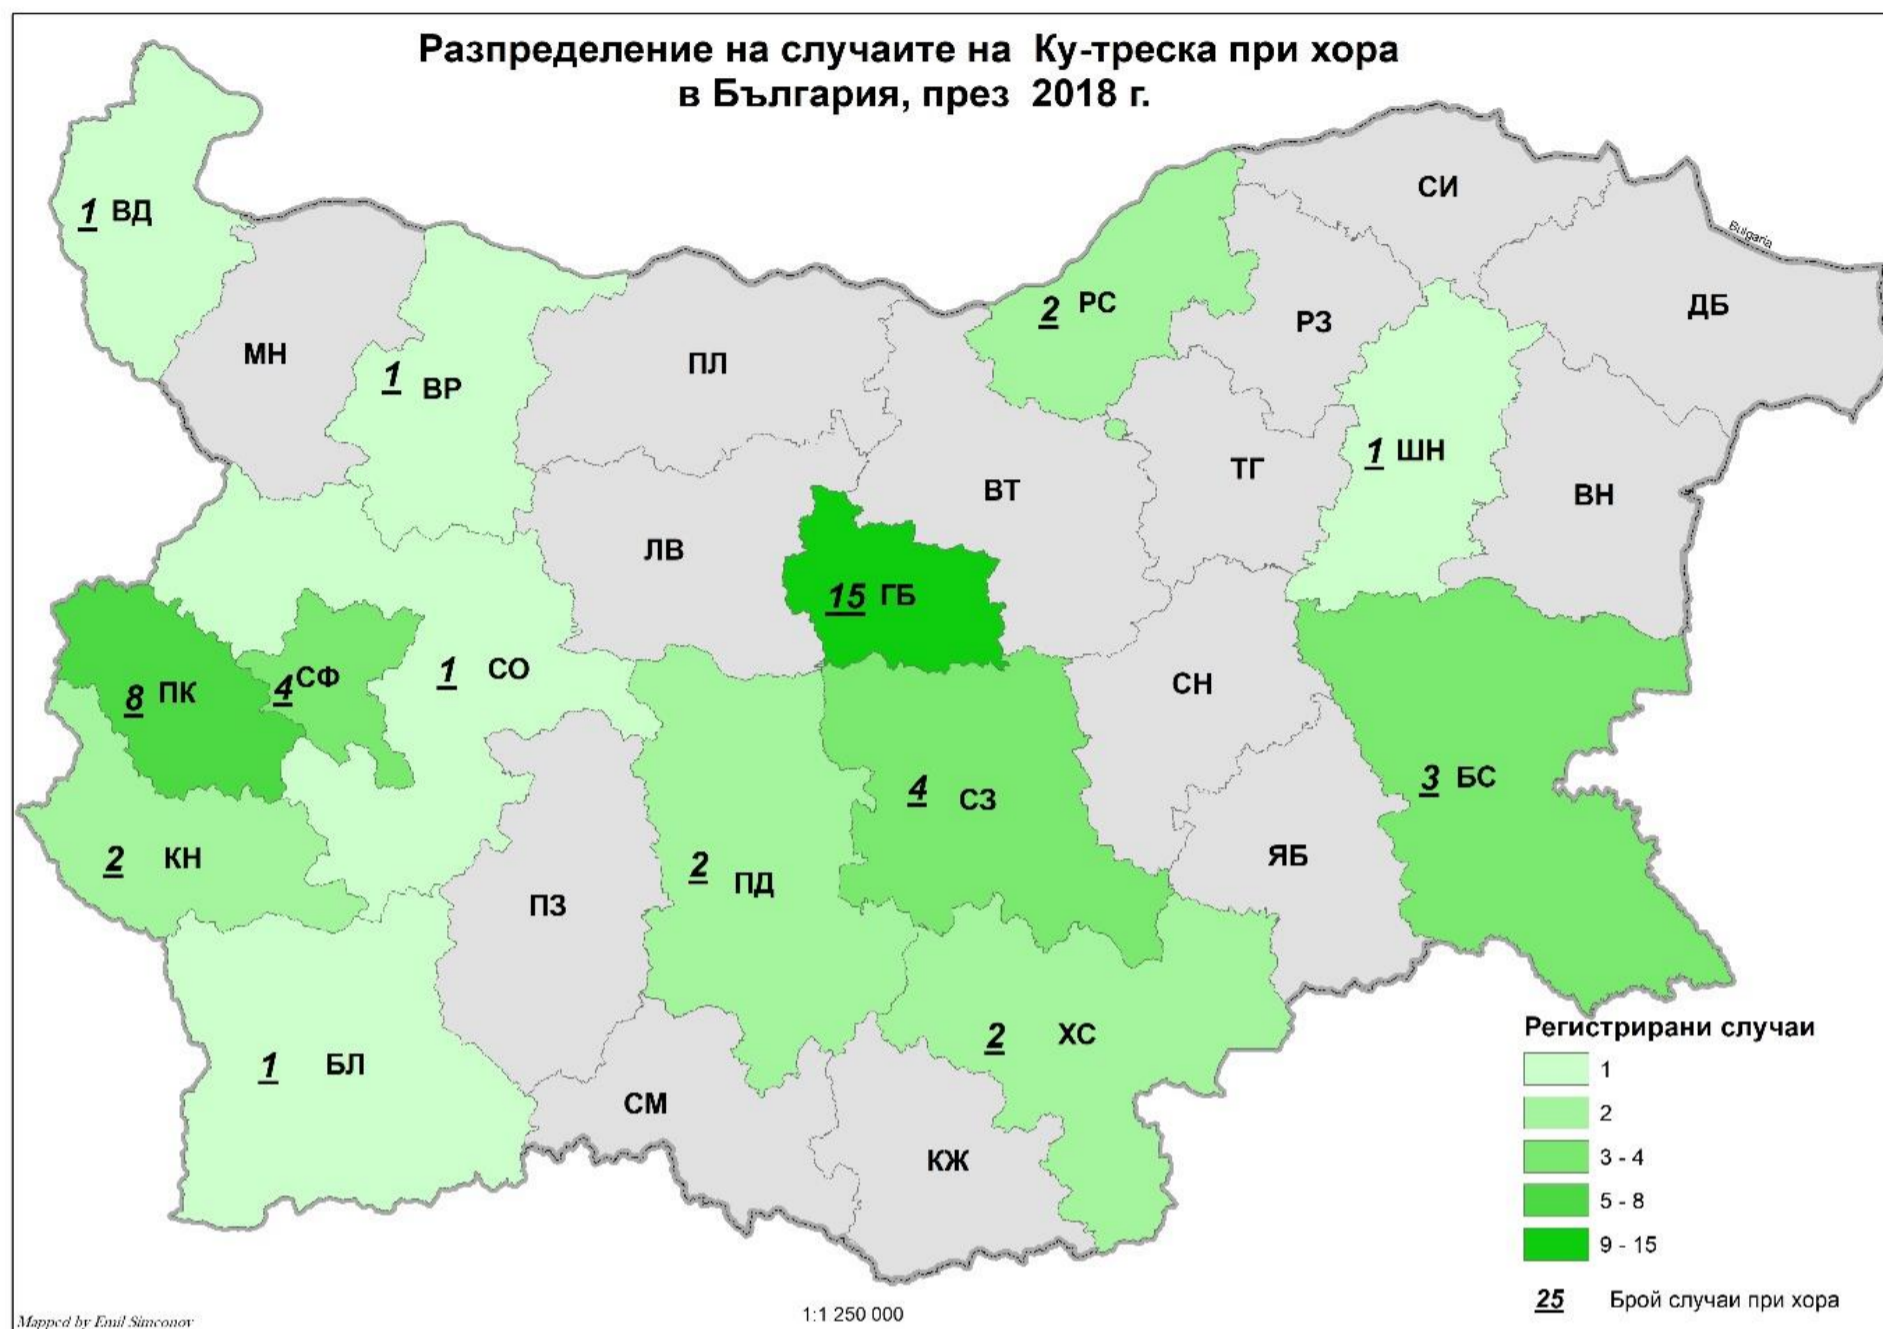 Разпределение на случаите на Ку-треска при хора
в България, през 2018 г.
СИ
1 ВД
Bulgaria
2 РС
ДБ
РЗ
МН
ПЛ
1 ВР
1 ШН
ТГ
ВТ
ВН
ЛВ
15 ГБ
1 СО
4 СФ
СН
8 ПК
3 БС
4 СЗ
ЯБ
2 КН
2 ПД
ПЗ
Регистрирани случаи
2 ХС
1 БЛ
1
СМ
2
3 - 4
КЖ
5 - 8
9 - 15
25 Брой случаи при хора
1:1 250 000
Mapped by Emil Simeonov